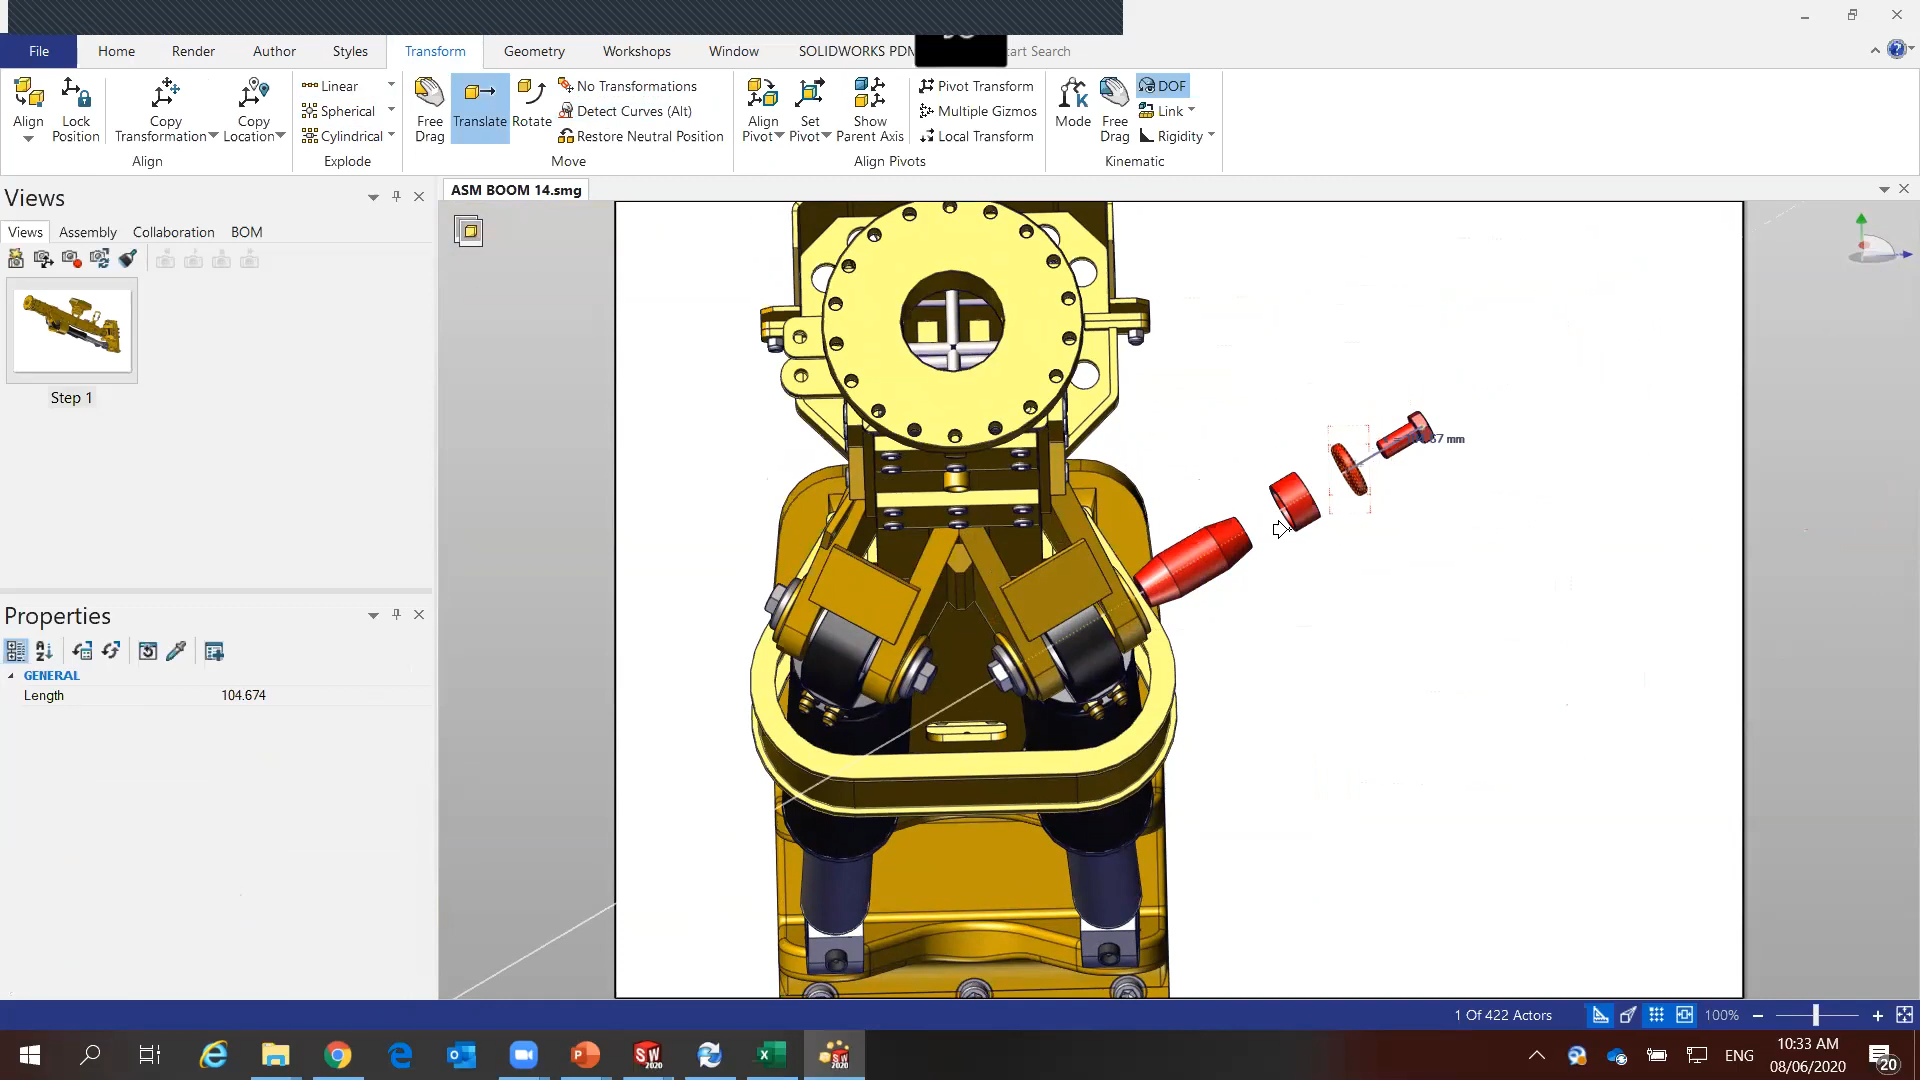 File Home Render Author Styles Transform Geometry Workshops Window SOLIDWORKS PDM Search
Align
Lock Position
Copy Transformation
Copy Location
Align
Linear
Spherical
Cylindrical
Explode
Free Drag
Translate
Rotate
No Transformations
Detect Curves (Alt)
Restore Neutral Position
Move
Align Pivot
Set Pivot
Show Parent Axis
Pivot Transform
Multiple Gizmos
Local Transform
Align Pivots
Mode
Free Drag
DOF
Link
Rigidity
Kinematic
Views
ASM BOOM 14.smg
Views Assembly Collaboration BOM
Step 1
mm
Properties
GENERAL
Length 104.674
1 Of 422 Actors
100%
SW 2020
SW 2020
ENG
10:33 AM
08/06/2020
20